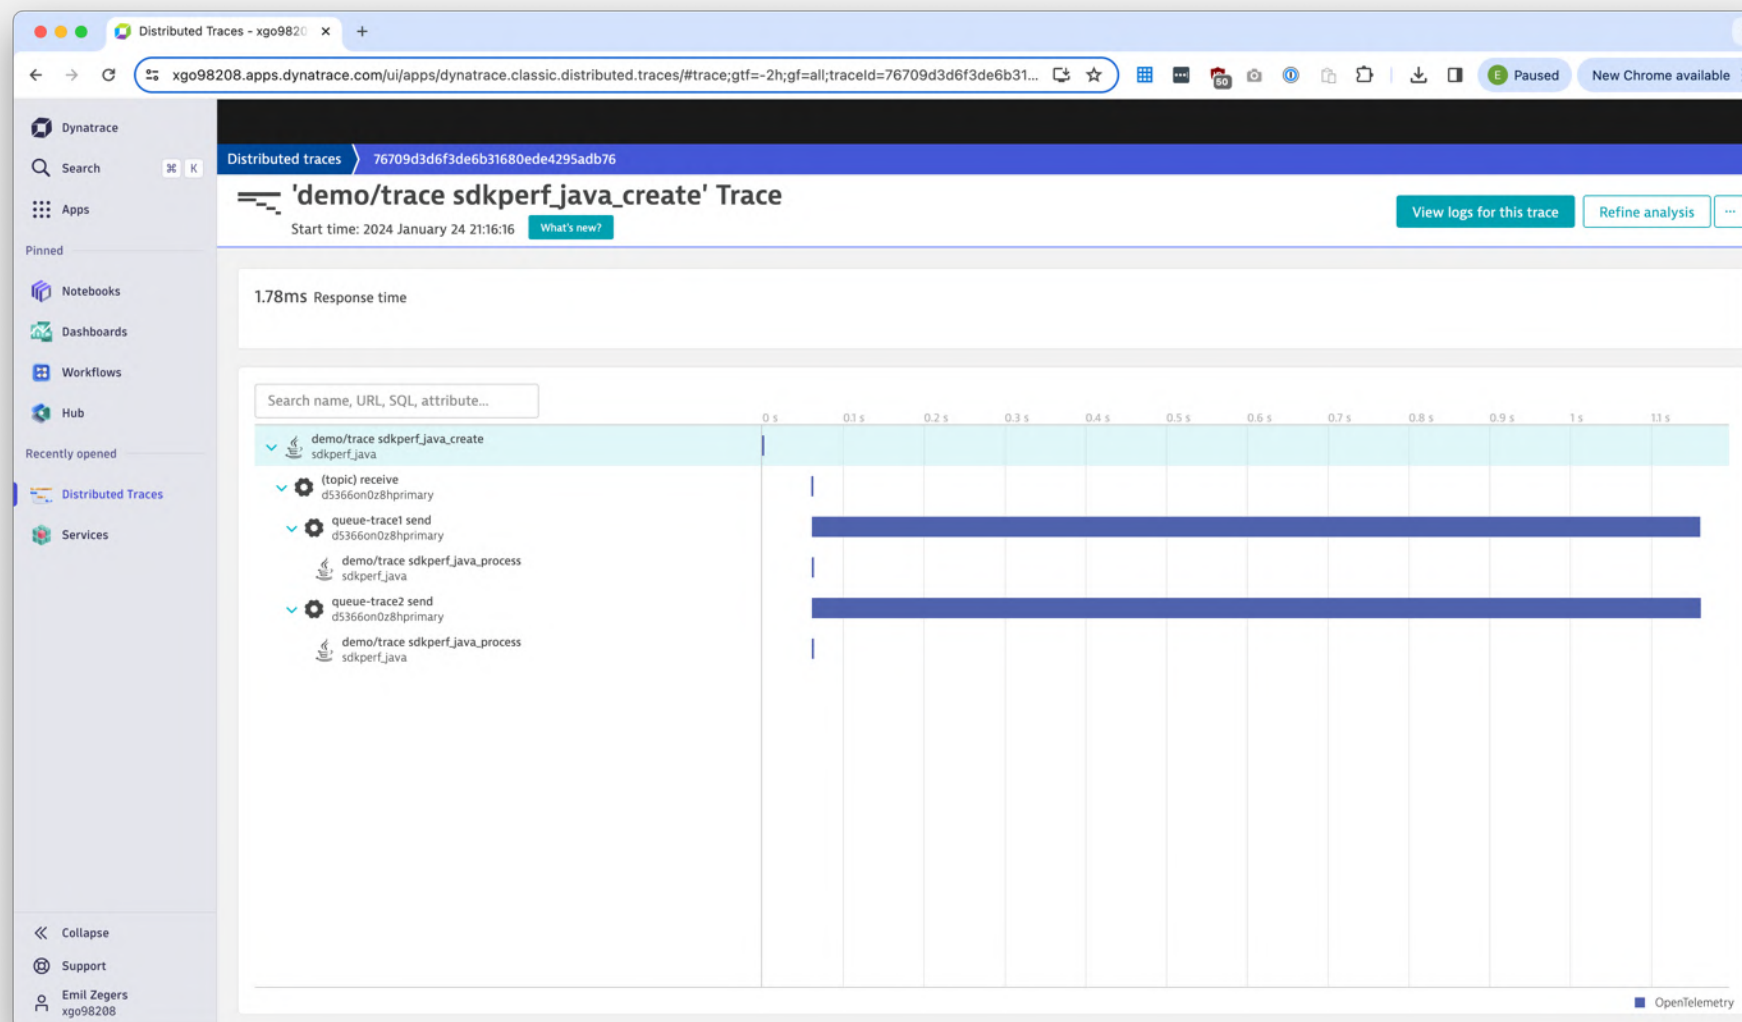 Distributed Traces - xgo9820
xgo98208.apps.dynatrace.com/ui/apps/dynatrace.classic.distributed.traces/#trace;gtf=-2h;gf=all;traceId=76709d3d6f3de6b31...
50
E Paused
New Chrome available
Dynatrace
Search ⌘ K
Apps
Pinned
Notebooks
Dashboards
Workflows
Hub
Recently opened
Distributed Traces
Services
Collapse
Support
Emil Zegers
xgo98208
Distributed traces 76709d3d6f3de6b31680ede4295adb76
'demo/trace sdkperf_java_create' Trace
Start time: 2024 January 24 21:16:16 What's new?
View logs for this trace
Refine analysis
...
1.78ms Response time
Search name, URL, SQL, attribute...
0 s 0.1 s 0.2 s 0.3 s 0.4 s 0.5 s 0.6 s 0.7 s 0.8 s 0.9 s 1 s 1.1 s
demo/trace sdkperf_java_create
sdkperf_java
(topic) receive
d5366on0z8hprimary
queue-trace1 send
d5366on0z8hprimary
demo/trace sdkperf_java_process
sdkperf_java
queue-trace2 send
d5366on0z8hprimary
demo/trace sdkperf_java_process
sdkperf_java
OpenTelemetry